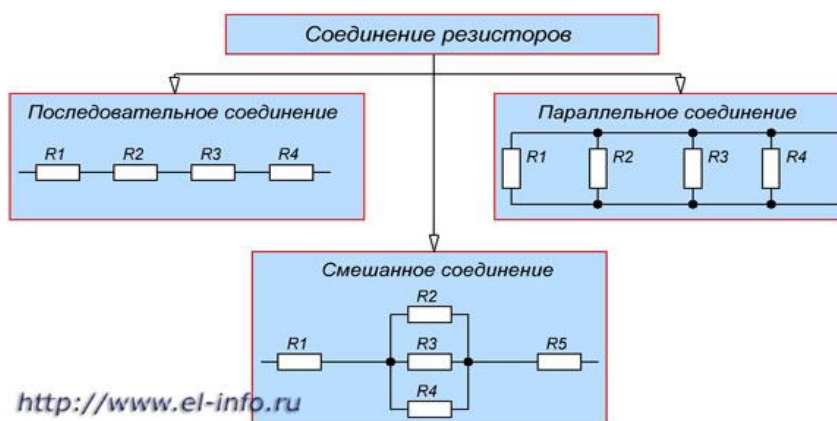 Соединение резисторов
Последовательное соединение
R1 R2 R3 R4
Параллельное соединение
R1 R2 R3 R4
Смешанное соединение
R2
R1 R3 R5
R4
http://www.el-info.ru